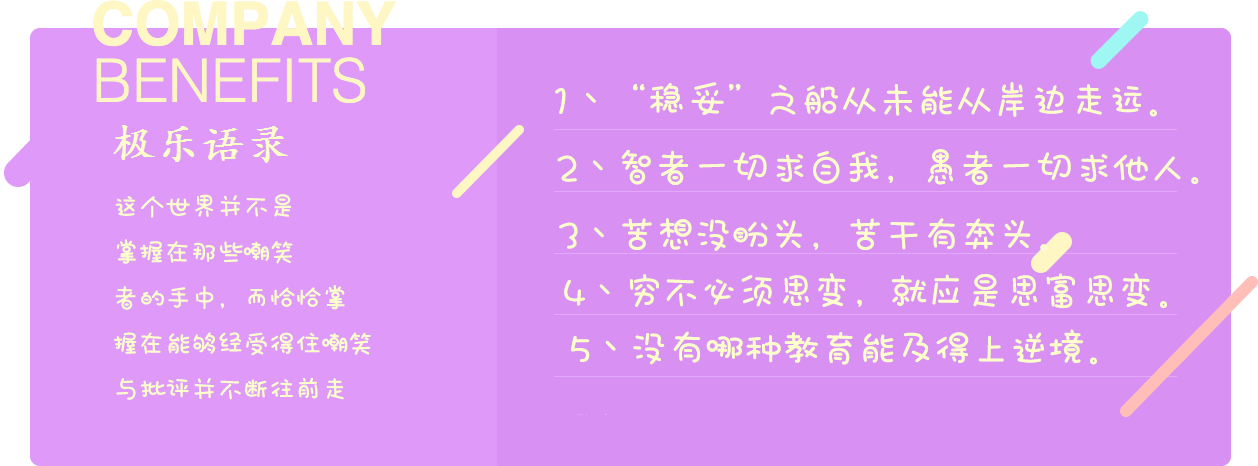 COMPANY
BENEFITS
极乐语录
这个世界并不是
掌握在那些嘲笑
者的手中，而恰恰掌
握在能够经受得住嘲笑
与批评并不断往前走
1、“稳妥”之船从未能从岸边走远。
2、智者一切求自我，愚者一切求他人。
3、苦想没盼头，苦干有奔头。
4、穷不必须思变，就应是思富思变。
5、没有哪种教育能及得上逆境。